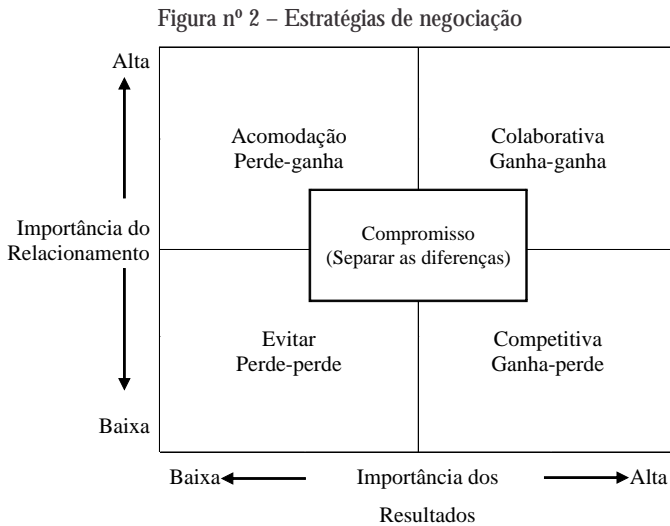 Figura nº 2 – Estratégias de negociação
Alta
Acomodação
Perde-ganha
Colaborativa
Ganha-ganha
Importância do
Relacionamento
Compromisso
(Separar as diferenças)
Evitar
Perde-perde
Competitiva
Ganha-perde
Baixa
Baixa
Importância dos
Resultados
Alta